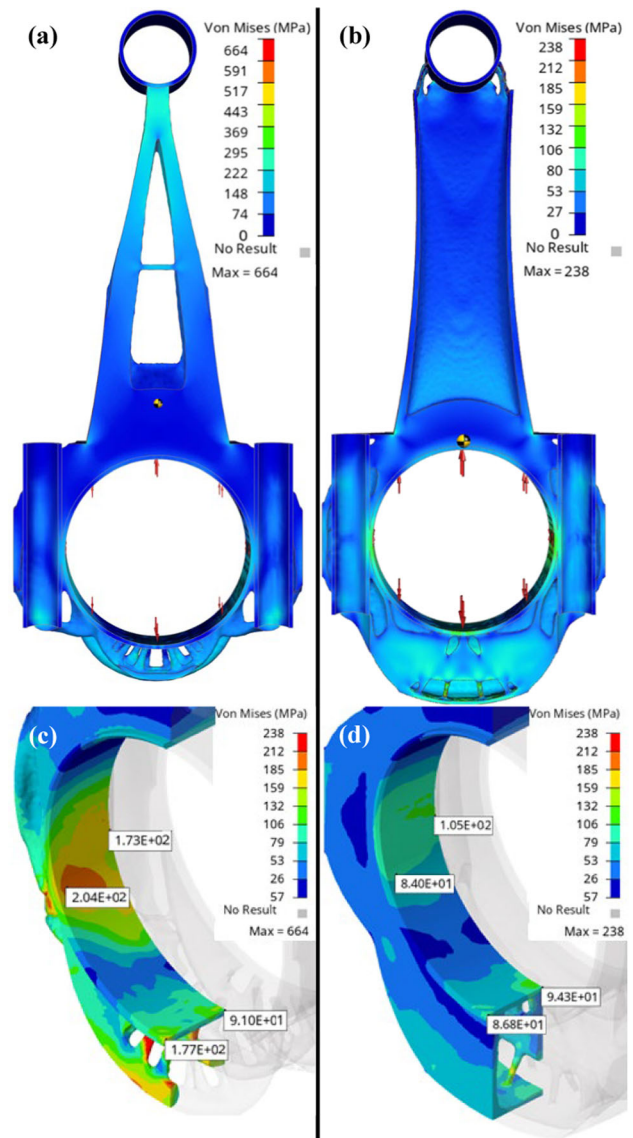 (a)
Von Mises (MPa)
664
591
517
443
369
295
222
148
74
0
No Result
Max = 664
(b)
Von Mises (MPa)
238
212
185
159
132
106
80
53
27
0
No Result
Max = 238
(c)
Von Mises (MPa)
238
212
185
159
132
106
79
53
26
57
No Result
Max = 664
1.73E+02
2.04E+02
9.10E+01
1.77E+02
(d)
Von Mises (MPa)
238
212
185
159
132
106
79
53
26
57
No Result
Max = 238
1.05E+02
8.40E+01
9.43E+01
8.68E+01